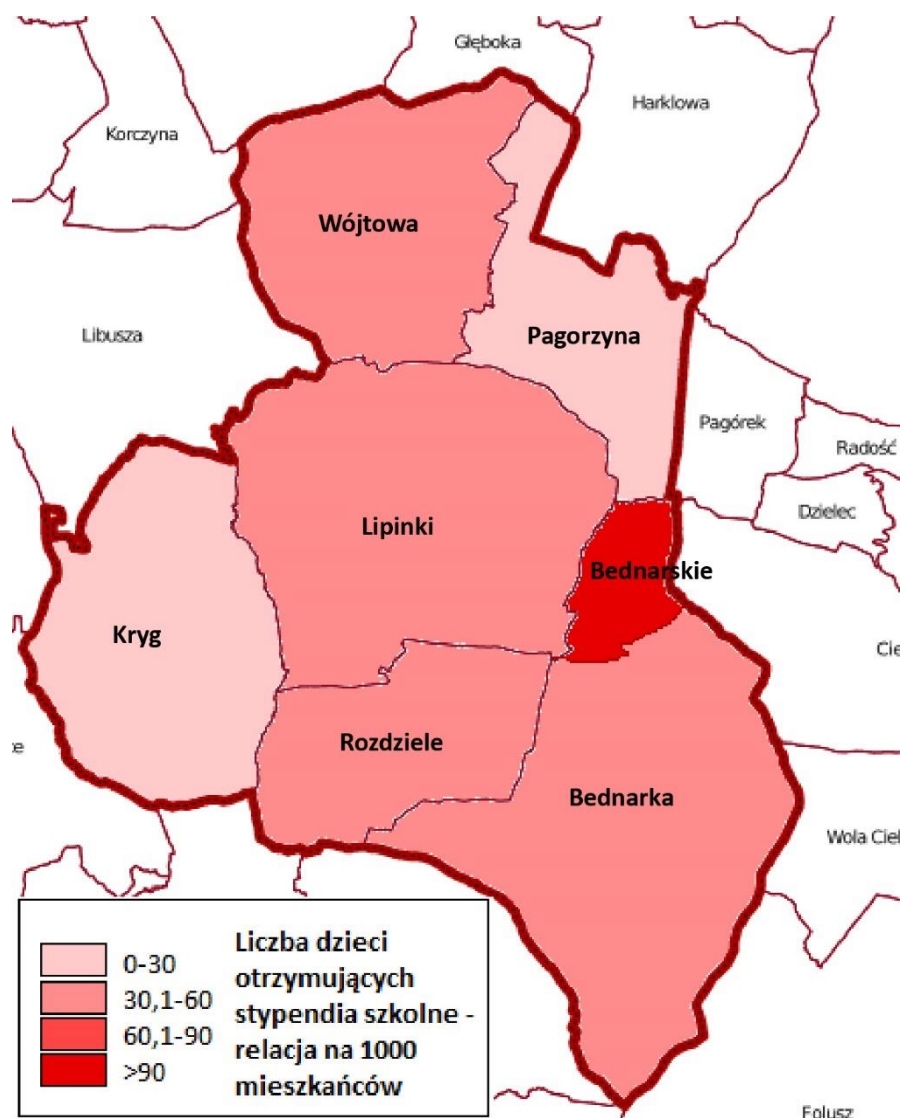 Głęboka
Harklowa
Korczyna
Wójtowa
Libusza
Pagorzyna
Pagórek
Radość
Dzielec
Lipinki
Bednarskie
Kryg
Cie
Rozdziele
Bednarka
Wola Ciel
0-30
30,1-60
60,1-90
>90
Liczba dzieci
otrzymujących
stypendia szkolne -
relacja na 1000
mieszkańców
Folusz